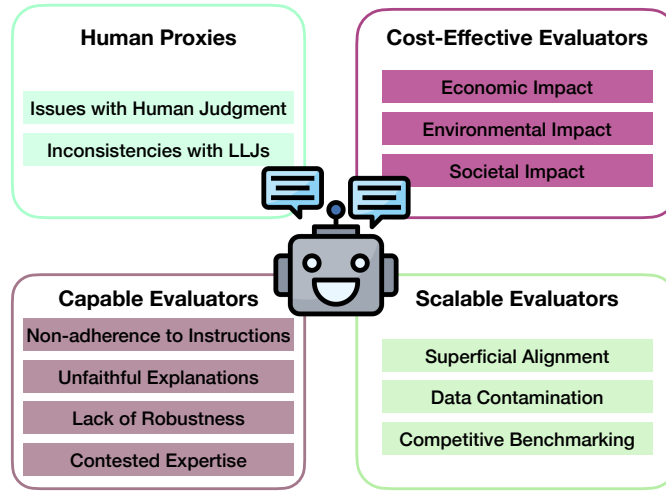 Human Proxies
Issues with Human Judgment
Inconsistencies with LLJs
Cost-Effective Evaluators
Economic Impact
Environmental Impact
Societal Impact
Capable Evaluators
Non-adherence to Instructions
Unfaithful Explanations
Lack of Robustness
Contested Expertise
Scalable Evaluators
Superficial Alignment
Data Contamination
Competitive Benchmarking